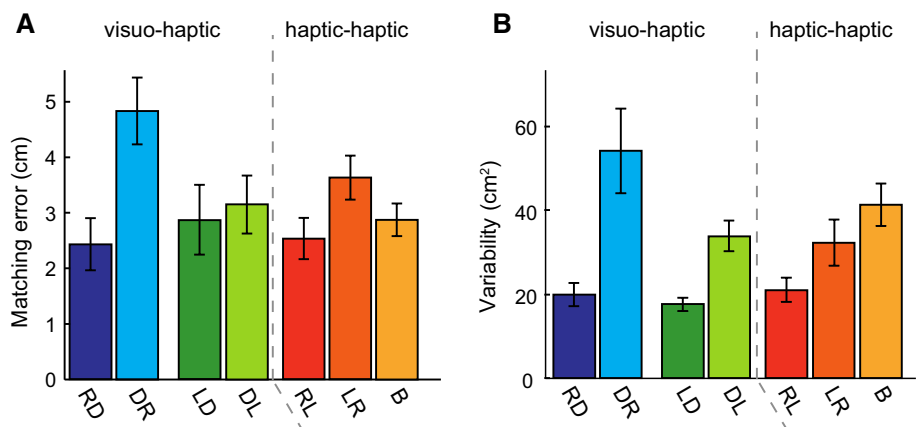 A
visuo-haptic
haptic-haptic
Matching error (cm)
5
4
3
2
1
0
RD
DR
LD
DL
RL
LR
B
B
visuo-haptic
haptic-haptic
Variability (cm²)
60
40
20
0
RD
DR
LD
DL
RL
LR
B